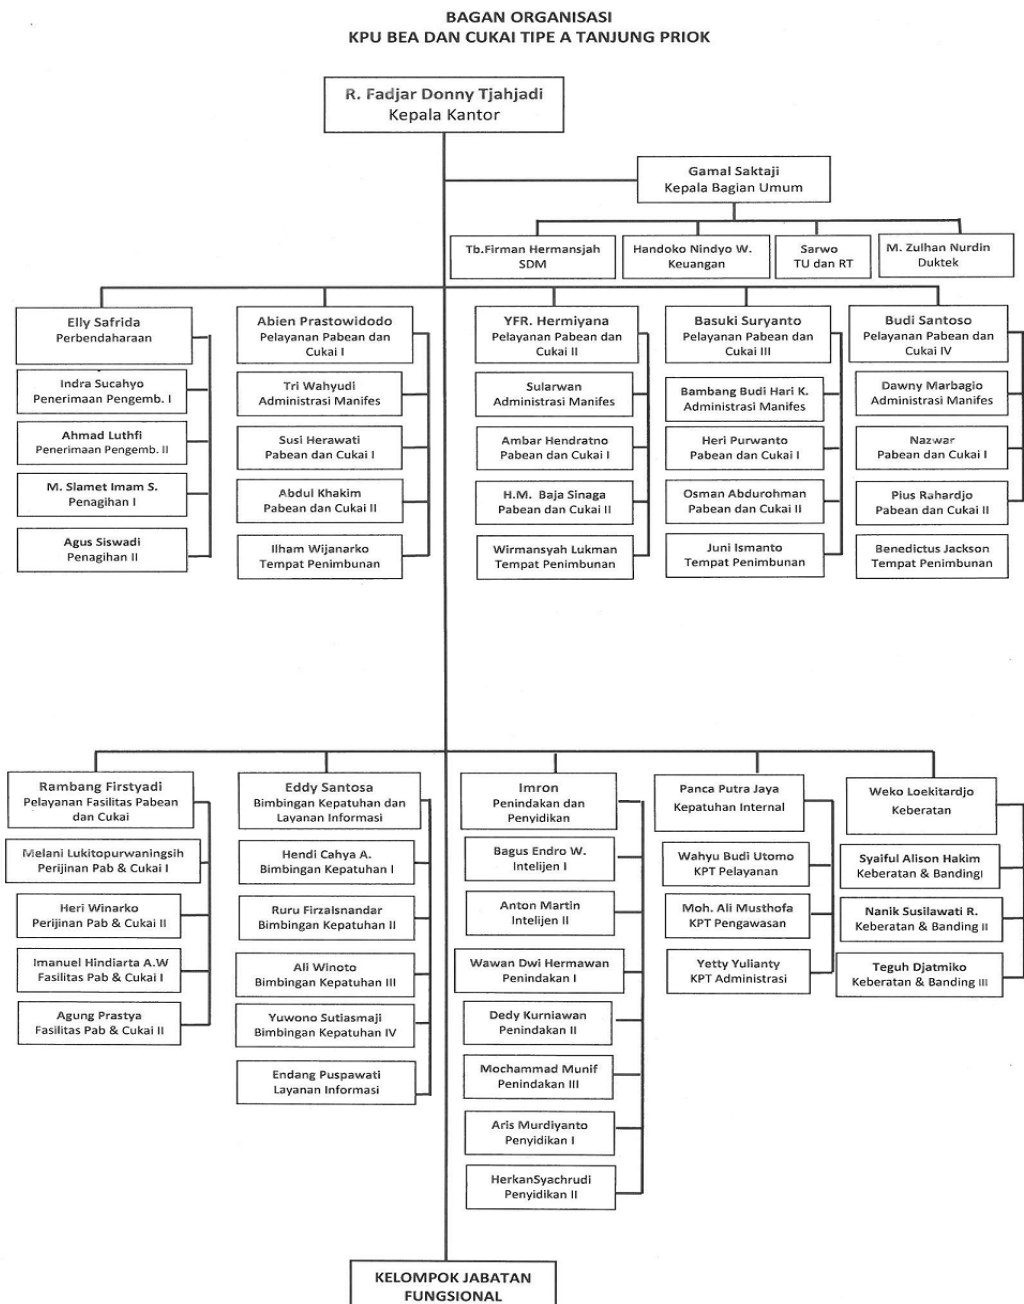 BAGAN ORGANISASI
KPU BEA DAN CUKAI TIPE A TANJUNG PRIOK
R. Fadjar Donny Tjahjadi
Kepala Kantor
Gamal Saktaji
Kepala Bagian Umum
Tb.Firman Hermansjah
SDM
Handoko Nindyo W.
Keuangan
Sarwo
TU dan RT
M. Zulhan Nurdin
Duktek
Elly Safrida
Perbendaharaan
Indra Sucahyo
Penerimaan Pengemb. I
Ahmad Luthfi
Penerimaan Pengemb. II
M. Slamet Imam S.
Penagihan I
Agus Siswadi
Penagihan II
Abien Prastowidodo
Pelayanan Pabean dan
Cukai I
Tri Wahyudi
Administrasi Manifes
Susi Herawati
Pabean dan Cukai I
Abdul Khakim
Pabean dan Cukai II
Ilham Wijanarko
Tempat Penimbunan
YFR. Hermiyana
Pelayanan Pabean dan
Cukai II
Sularwan
Administrasi Manifes
Ambar Hendratno
Pabean dan Cukai I
H.M. Baja Sinaga
Pabean dan Cukai II
Wirmansyah Lukman
Tempat Penimbunan
Basuki Suryanto
Pelayanan Pabean dan
Cukai III
Bambang Budi Hari K.
Administrasi Manifes
Heri Purwanto
Pabean dan Cukai I
Osman Abdurohman
Pabean dan Cukai II
Juni Ismanto
Tempat Penimbunan
Budi Santoso
Pelayanan Pabean dan
Cukai IV
Dawny Marbagio
Administrasi Manifes
Nazwar
Pabean dan Cukai I
Pius Rahardjo
Pabean dan Cukai II
Benedictus Jackson
Tempat Penimbunan
Rambang Firstyadi
Pelayanan Fasilitas Pabean
dan Cukai
Melani Lukitopurwaningsih
Perijinan Pab & Cukai I
Heri Winarko
Perijinan Pab & Cukai II
Imanuel Hindiarta A.W
Fasilitas Pab & Cukai I
Agung Prastya
Fasilitas Pab & Cukai II
Eddy Santosa
Bimbingan Kepatuhan dan
Layanan Informasi
Hendi Cahya A.
Bimbingan Kepatuhan I
Ruru Firzaisnandar
Bimbingan Kepatuhan II
Ali Winoto
Bimbingan Kepatuhan III
Yuwono Sutiasmaji
Bimbingan Kepatuhan IV
Endang Puspawati
Layanan Informasi
Imron
Penindakan dan
Penyidikan
Bagus Endro W.
Intelijen I
Anton Martin
Intelijen II
Wawan Dwi Hermawan
Penindakan I
Dedy Kurniawan
Penindakan II
Mochammad Munif
Penindakan III
Aris Murdiyanto
Penyidikan I
HerkanSyachrudi
Penyidikan II
Panca Putra Jaya
Kepatuhan Internal
Wahyu Budi Utomo
KPT Pelayanan
Moh. Ali Musthofa
KPT Pengawasan
Yetty Yulianty
KPT Administrasi
Weko Loekitardjo
Keberatan
Syaiful Alison Hakim
Keberatan & BandingI
Nanik Susilawati R.
Keberatan & Banding II
Teguh Djatmiko
Keberatan & Banding III
KELOMPOK JABATAN
FUNGSIONAL